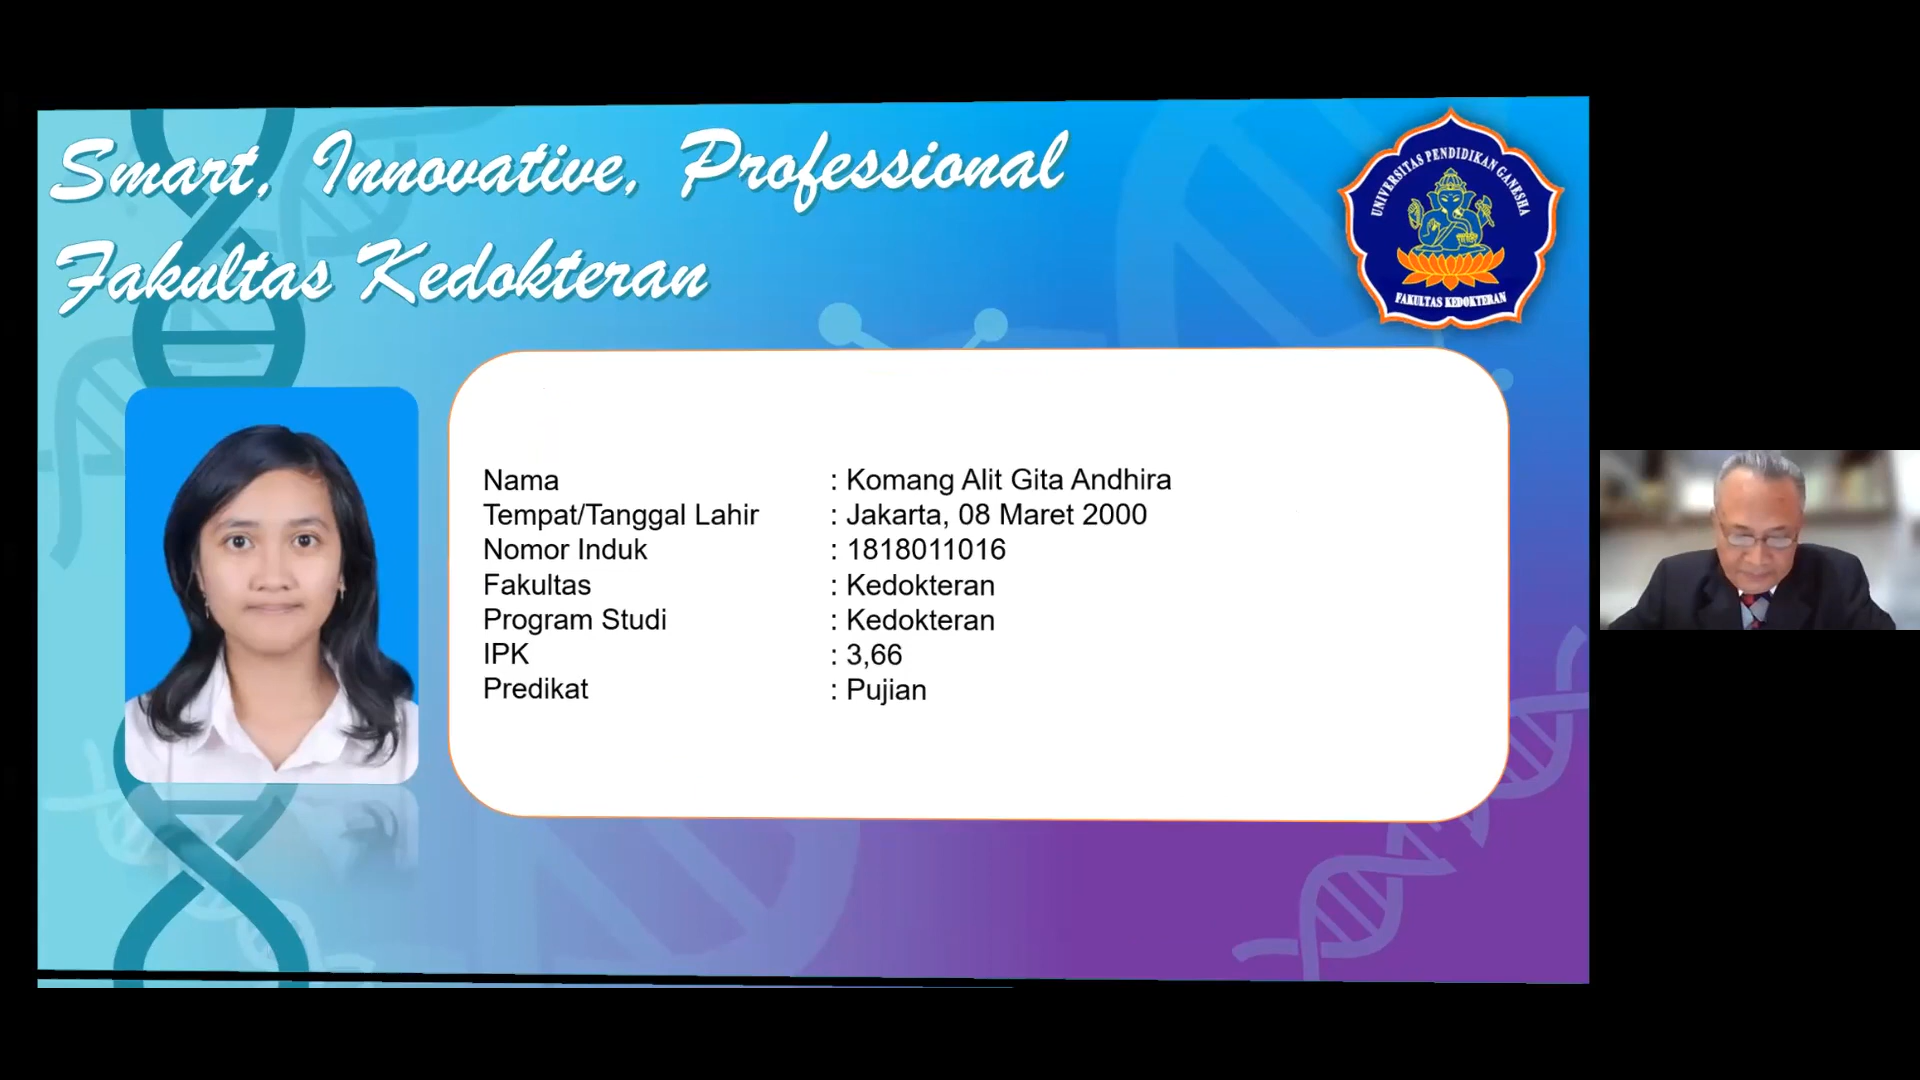 Smart, Innovative, Professional
Fakultas Kedokteran
UNIVERSITAS PENDIDIKAN GANESHA
FAKULTAS KEDOKTERAN
Nama : Komang Alit Gita Andhira
Tempat/Tanggal Lahir : Jakarta, 08 Maret 2000
Nomor Induk : 1818011016
Fakultas : Kedokteran
Program Studi : Kedokteran
IPK : 3,66
Predikat : Pujian